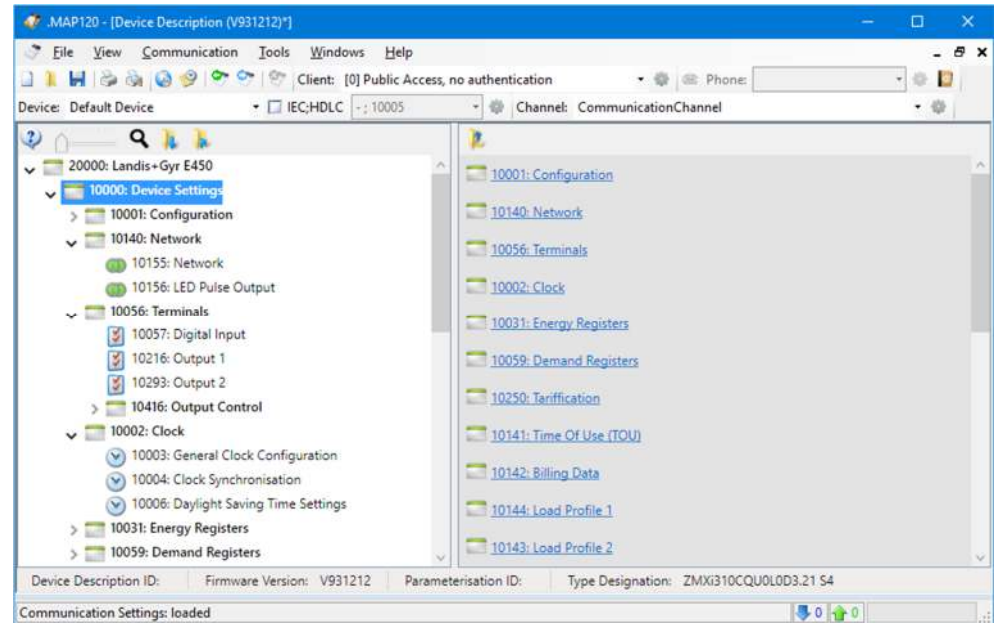 .MAP120 - [Device Description (V931212)*]
File View Communication Tools Windows Help
Client: [0] Public Access, no authentication Phone:
Device: Default Device IEC;HDLC - ; 10005 Channel: CommunicationChannel
20000: Landis+Gyr E450
10000: Device Settings
10001: Configuration
10140: Network
10155: Network
10156: LED Pulse Output
10056: Terminals
10057: Digital Input
10216: Output 1
10293: Output 2
10416: Output Control
10002: Clock
10003: General Clock Configuration
10004: Clock Synchronisation
10006: Daylight Saving Time Settings
10031: Energy Registers
10059: Demand Registers
10001: Configuration
10140: Network
10056: Terminals
10002: Clock
10031: Energy Registers
10059: Demand Registers
10250: Tariffication
10141: Time Of Use (TOU)
10142: Billing Data
10144: Load Profile 1
10143: Load Profile 2
Device Description ID: Firmware Version: V931212 Parameterisation ID: Type Designation: ZMXi310CQU0L0D3.21 S4
Communication Settings: loaded 0 0